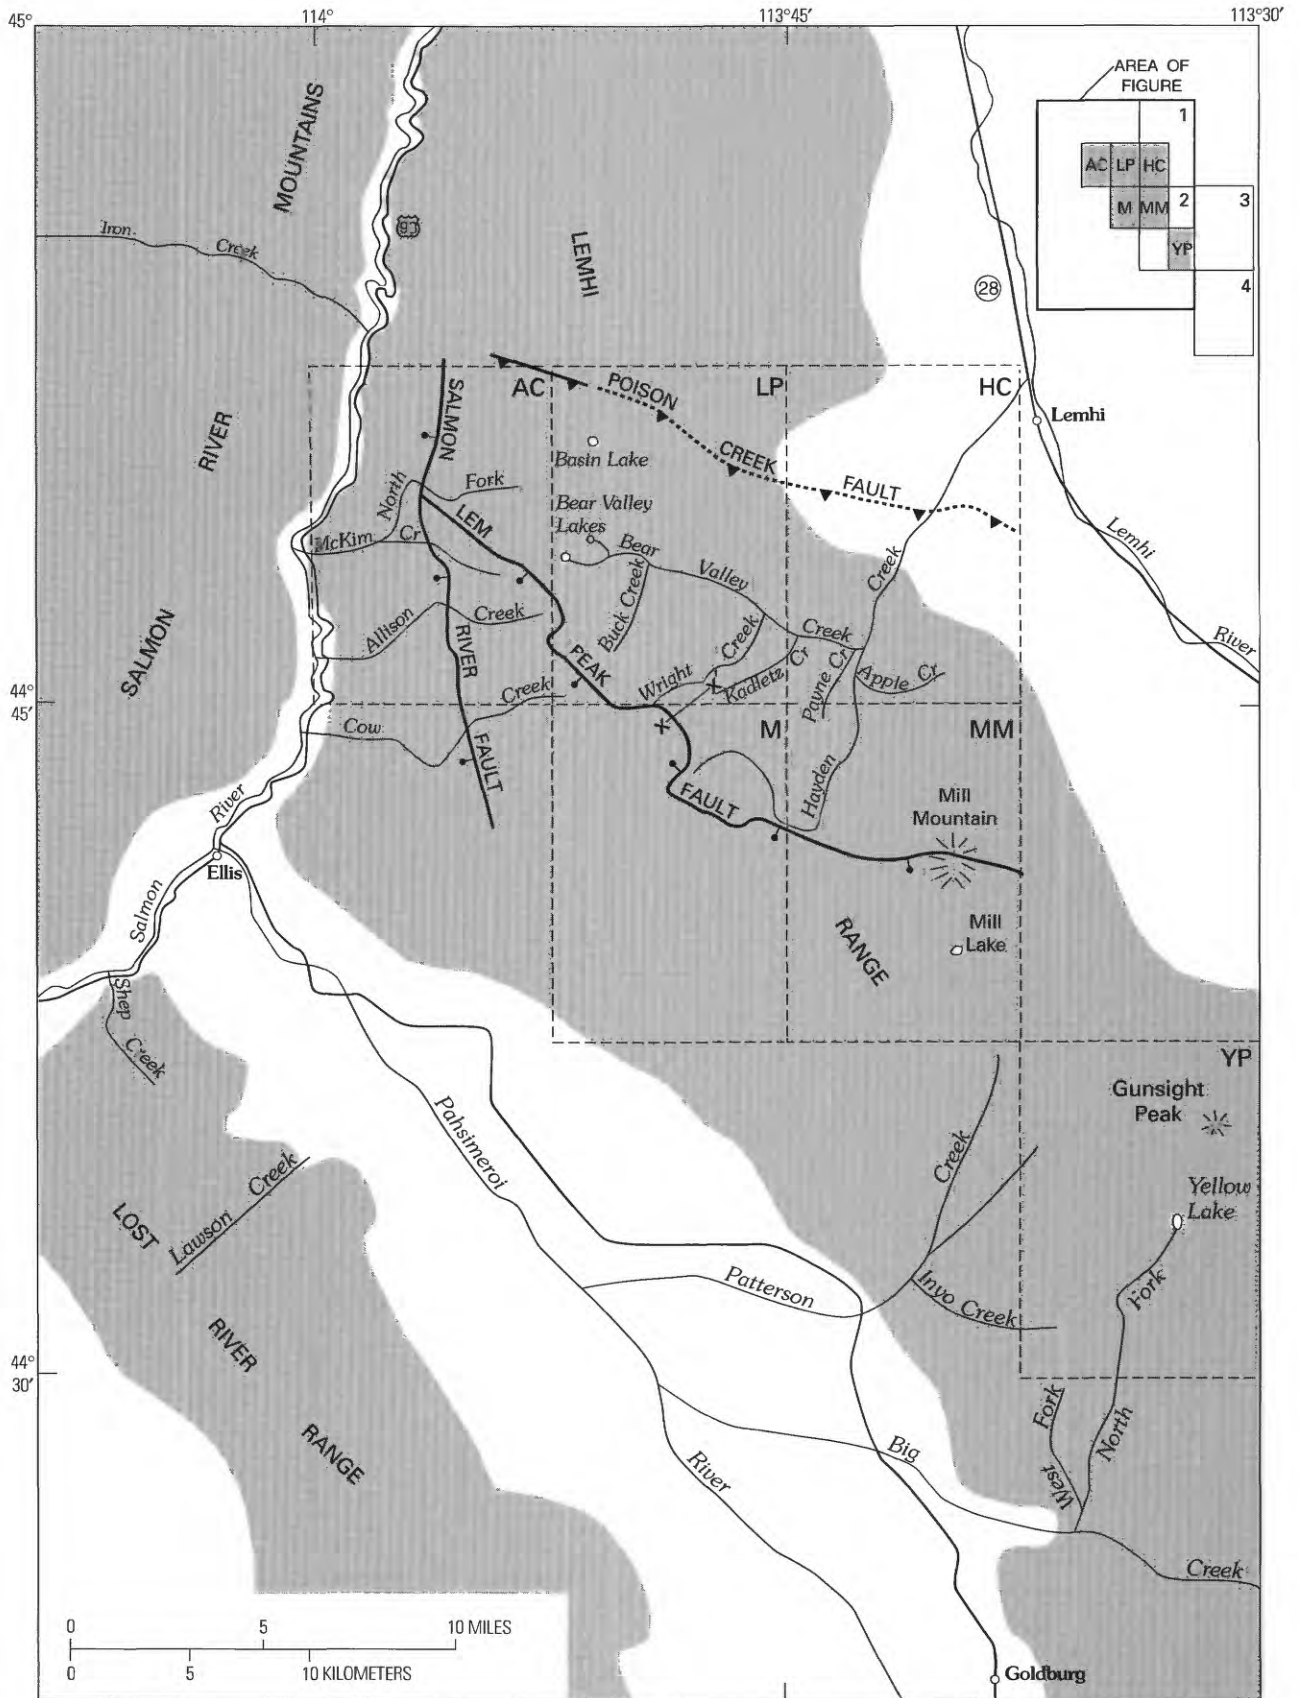 45°
114°
113°45′
113°30′
AREA OF
FIGURE
1
AC LP HC
M MM 2 3
YP
4
MOUNTAINS
93
Iron
Creek
LEMHI
28
AC
LP
HC
SALMON
POISON
CREEK
FAULT
Lemhi
Basin Lake
RIVER
North
Fork
Bear Valley
Lakes
LEM
McKim
Cr
Bear
Valley
Creek
Buck Creek
Creek
Lemhi
River
Allison
Creek
RIVER
PEAK
Wright
Creek
Kadletz Cr
Payne Cr
Apple Cr
SALMON
44°
45′
Creek
Cow
FAULT
X
X
M
MM
FAULT
Hayden
Mill
Mountain
River
Ellis
Salmon
RANGE
Mill
Lake
Shep
Creek
YP
Gunsight
Peak
Pahsimeroi
Creek
Yellow
Lake
Creek
Lawson
LOST
Patterson
Inyo Creek
Fork
RIVER
44°
30′
Fork
West
North
RANGE
River
Big
Creek
0 5 10 MILES
0 5 10 KILOMETERS
Goldburg